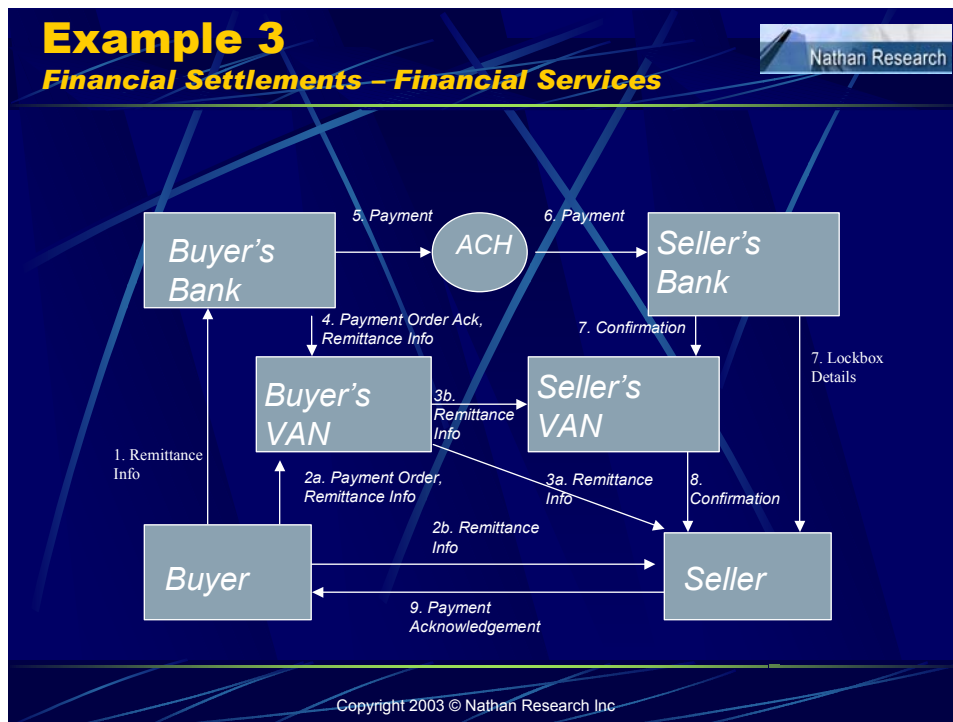 Example 3
Financial Settlements – Financial Services
Nathan Research
5. Payment
6. Payment
Buyer's
Bank
ACH
Seller's
Bank
4. Payment Order Ack,
Remittance Info
7. Confirmation
7. Lockbox
Details
Buyer's
VAN
3b.
Remittance
Info
Seller's
VAN
1. Remittance
Info
2a. Payment Order,
Remittance Info
3a. Remittance
Info
8.
Confirmation
2b. Remittance
Info
Buyer
Seller
9. Payment
Acknowledgement
Copyright 2003 © Nathan Research Inc